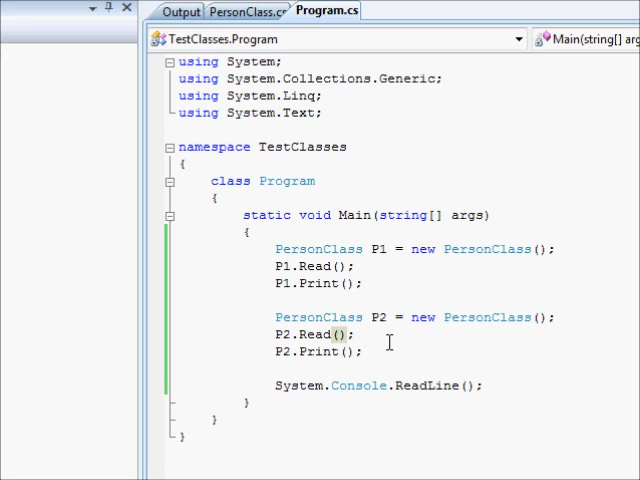 Output PersonClass.cs Program.cs
TestClasses.Program Main(string[] arg
using System;
using System.Collections.Generic;
using System.Linq;
using System.Text;
namespace TestClasses
{
class Program
{
static void Main(string[] args)
{
PersonClass P1 = new PersonClass();
P1.Read();
P1.Print();
PersonClass P2 = new PersonClass();
P2.Read();
P2.Print();
System.Console.ReadLine();
}
}
}